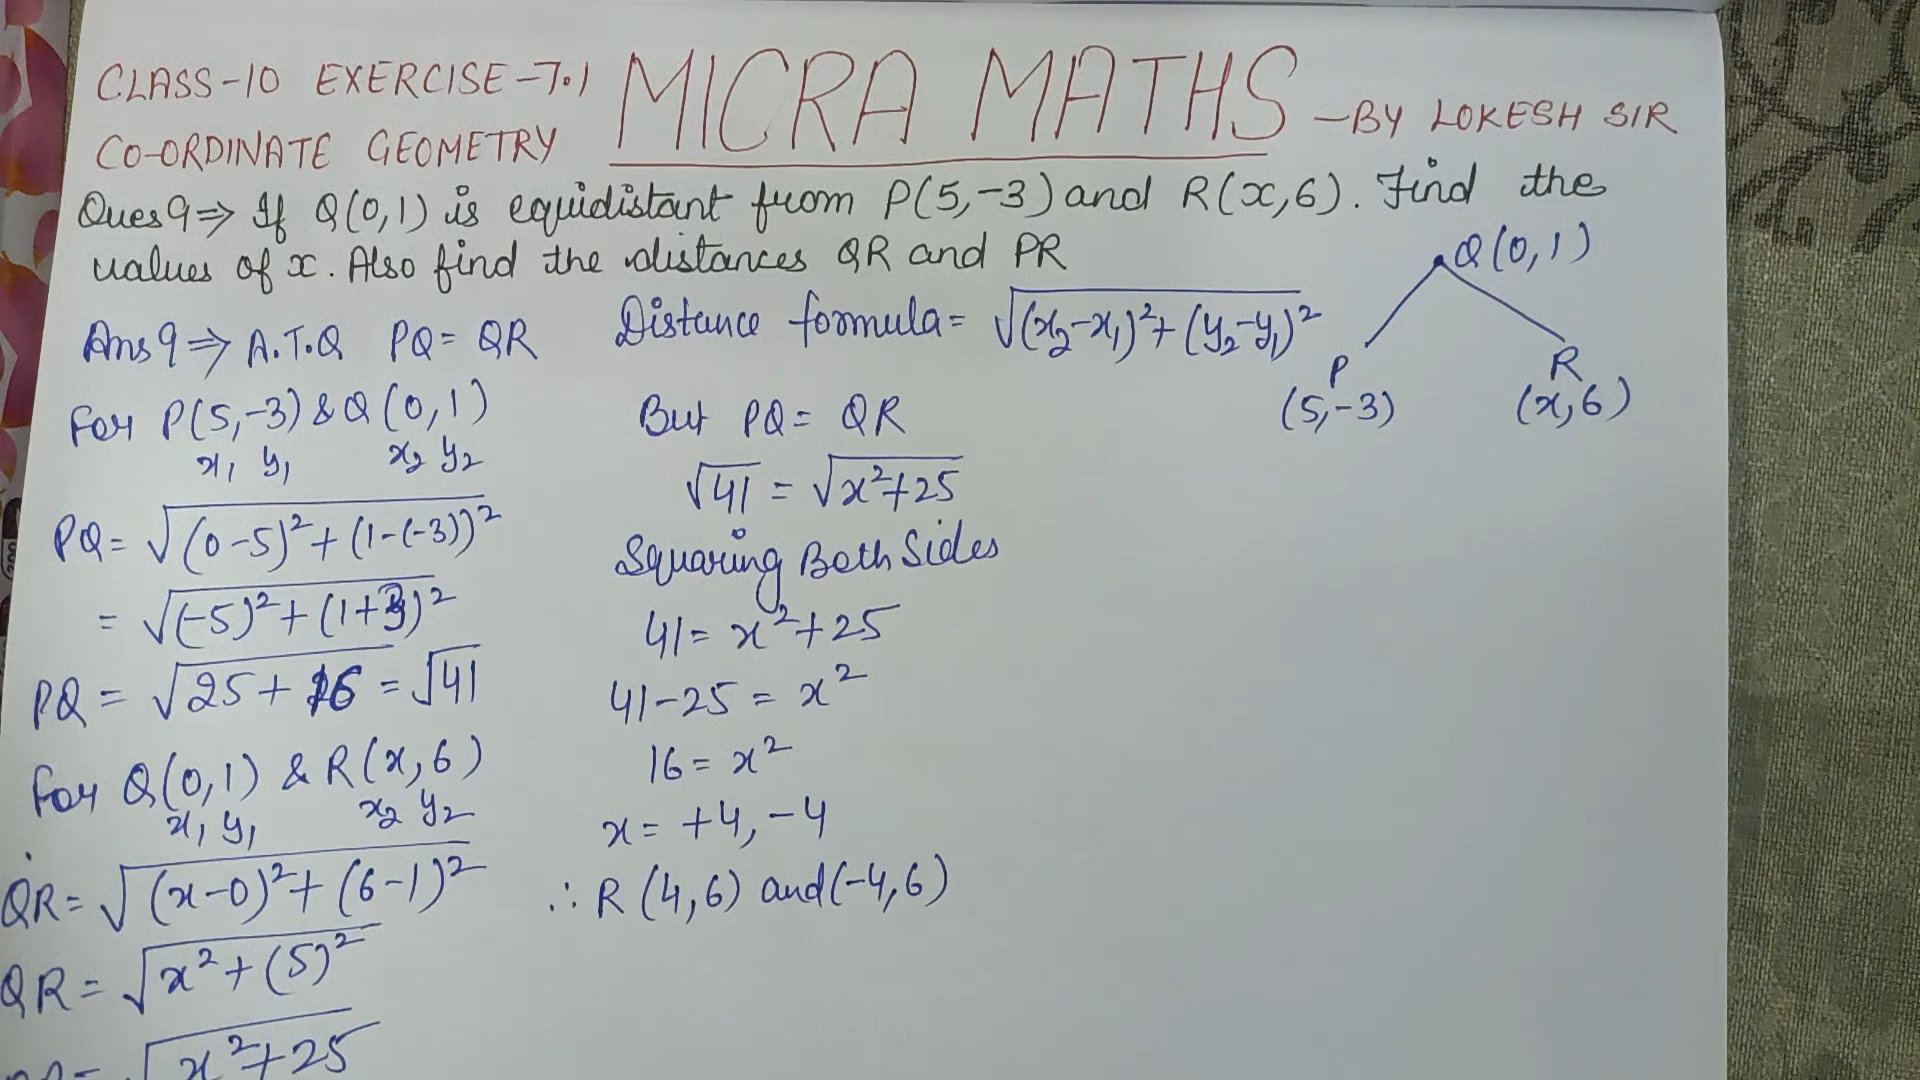 CLASS-10 EXERCISE-7.1
CO-ORDINATE GEOMETRY
MICRA MATHS
-BY LOKESH SIR
Ques 9⇒ If Q(0,1) is equidistant from P(5,-3) and R(x,6). Find the
values of x. Also find the distances QR and PR
Ans 9⇒ A.T.Q PQ= QR
For P(5,-3) & Q(0,1)
x₁ y₁ x₂ y₂
PQ= √(0-5)²+(1-(-3))²
= √(-5)²+(1+3)²
PQ= √25+16 = √41
For Q(0,1) & R(x,6)
x₁ y₁ x₂ y₂
QR= √(x-0)²+(6-1)²
QR= √x²+(5)²
√x²+25
Distance formula= √(x₂-x₁)²+(y₂-y₁)²
But PQ= QR
√41 = √x²+25
Squaring Both Sides
41= x²+25
41-25 = x²
16= x²
x= +4,-4
∴ R (4,6) and (-4,6)
Q(0,1)
P
(5,-3)
R
(x,6)